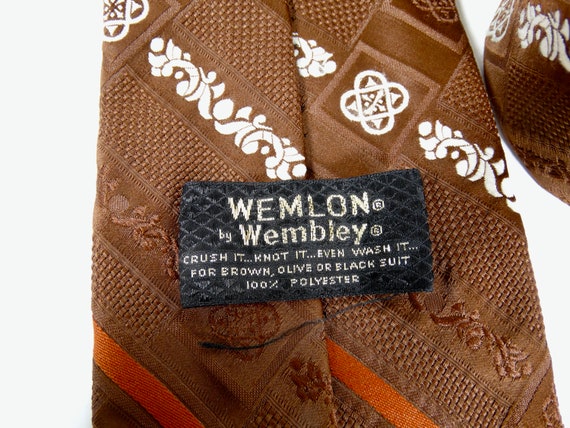 WEMLON®
by Wembley®
CRUSH IT...KNOT IT...EVEN WASH IT...
FOR BROWN, OLIVE OR BLACK SUIT
100% POLYESTER